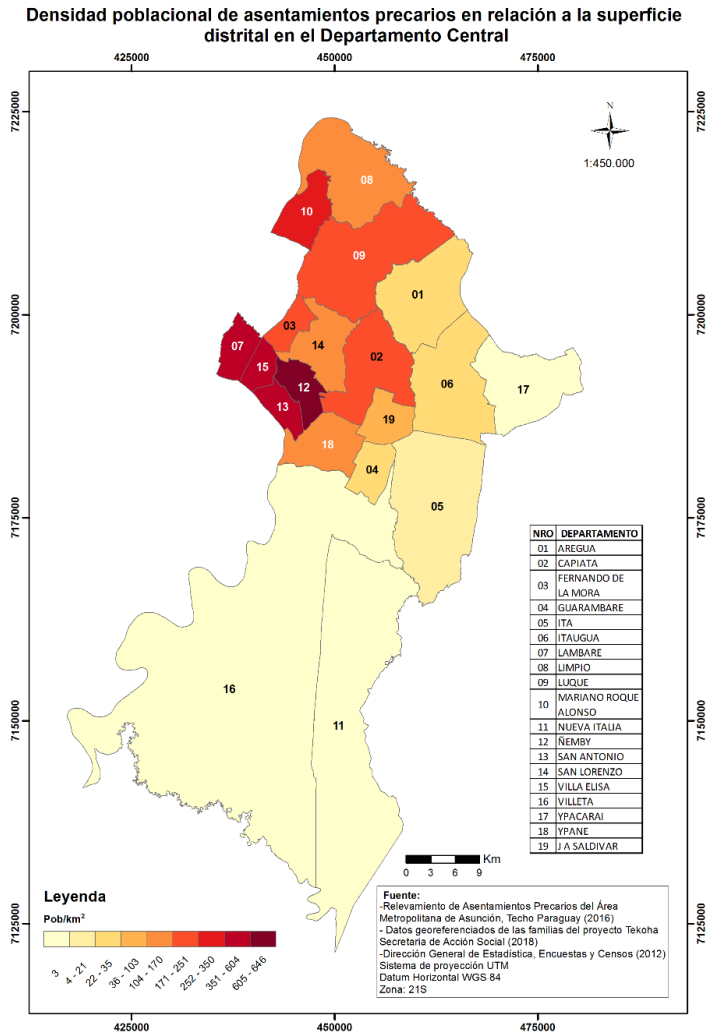 Densidad poblacional de asentamientos precarios en relación a la superficie
distrital en el Departamento Central
425000 450000 475000
7225000 7225000
N
1:450.000
08
10
09
01
7200000 7200000
03
07
14
02
15
06
17
12
13
19
18
04
05
7175000 7175000
NRO DEPARTAMENTO
01 AREGUA
02 CAPIATA
03 FERNANDO DE
LA MORA
04 GUARAMBARE
05 ITA
06 ITAUGUA
07 LAMBARE
08 LIMPIO
09 LUQUE
10 MARIANO ROQUE
ALONSO
11 NUEVA ITALIA
12 ÑEMBY
13 SAN ANTONIO
14 SAN LORENZO
15 VILLA ELISA
16 VILLETA
17 YPACARAI
18 YPANE
19 J A SALDIVAR
16
11
7150000 7150000
Km
0 3 6 9
Leyenda
Pob/km²
3
4 - 21
22 - 35
36 - 103
104 - 170
171 - 251
252 - 350
351 - 604
605 - 646
Fuente:
-Relevamiento de Asentamientos Precarios del Área
Metropolitana de Asunción, Techo Paraguay (2016)
- Datos georeferenciados de las familias del proyecto Tekoha
Secretaria de Acción Social (2018)
-Dirección General de Estadística, Encuestas y Censos (2012)
Sistema de proyección UTM
Datum Horizontal WGS 84
Zona: 21S
7125000 7125000
425000 450000 475000